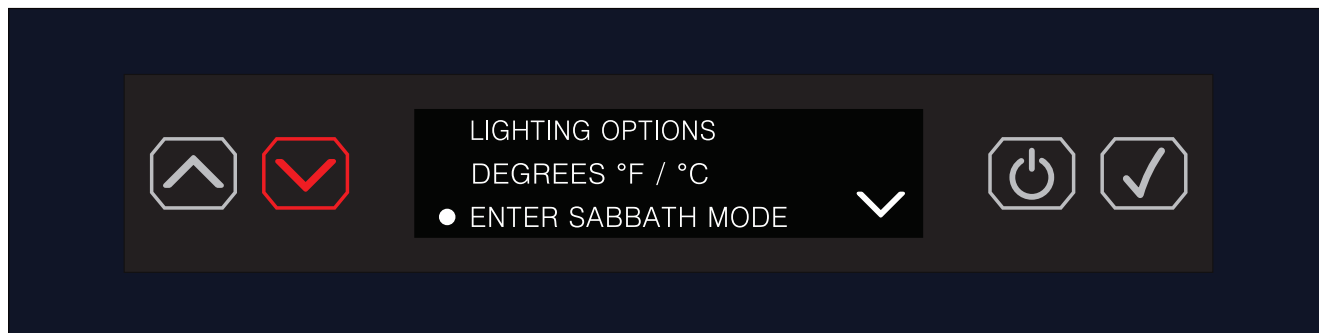 LIGHTING OPTIONS
DEGREES °F / °C
ENTER SABBATH MODE